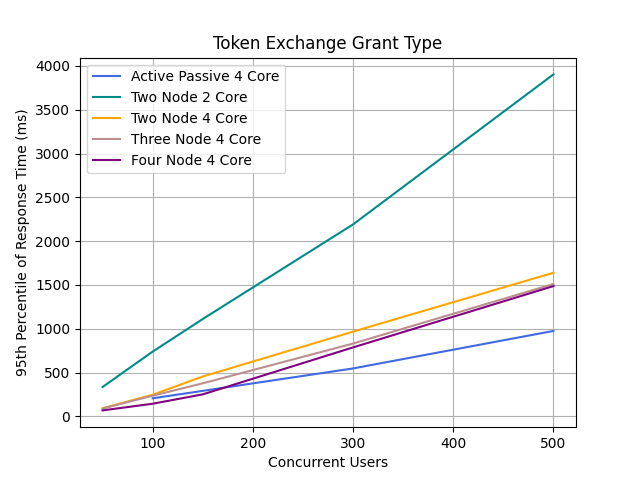 Token Exchange Grant Type
4000
3500
3000
2500
2000
1500
1000
500
0
95th Percentile of Response Time (ms)
Active Passive 4 Core
Two Node 2 Core
Two Node 4 Core
Three Node 4 Core
Four Node 4 Core
100 200 300 400 500
Concurrent Users